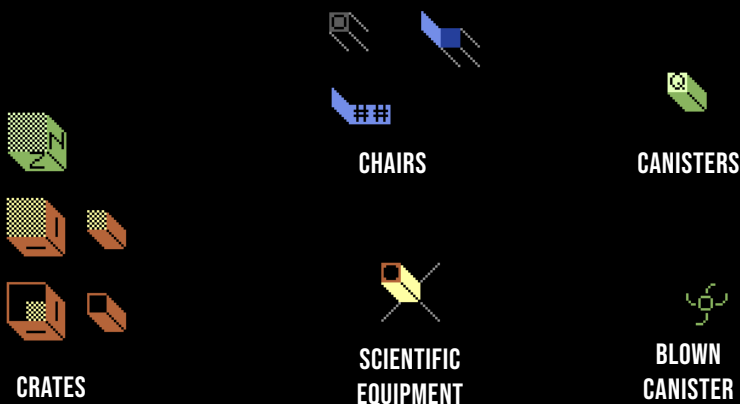 CHAIRS
CANISTERS
Q
N
Z
SCIENTIFIC
EQUIPMENT
BLOWN
CANISTER
CRATES